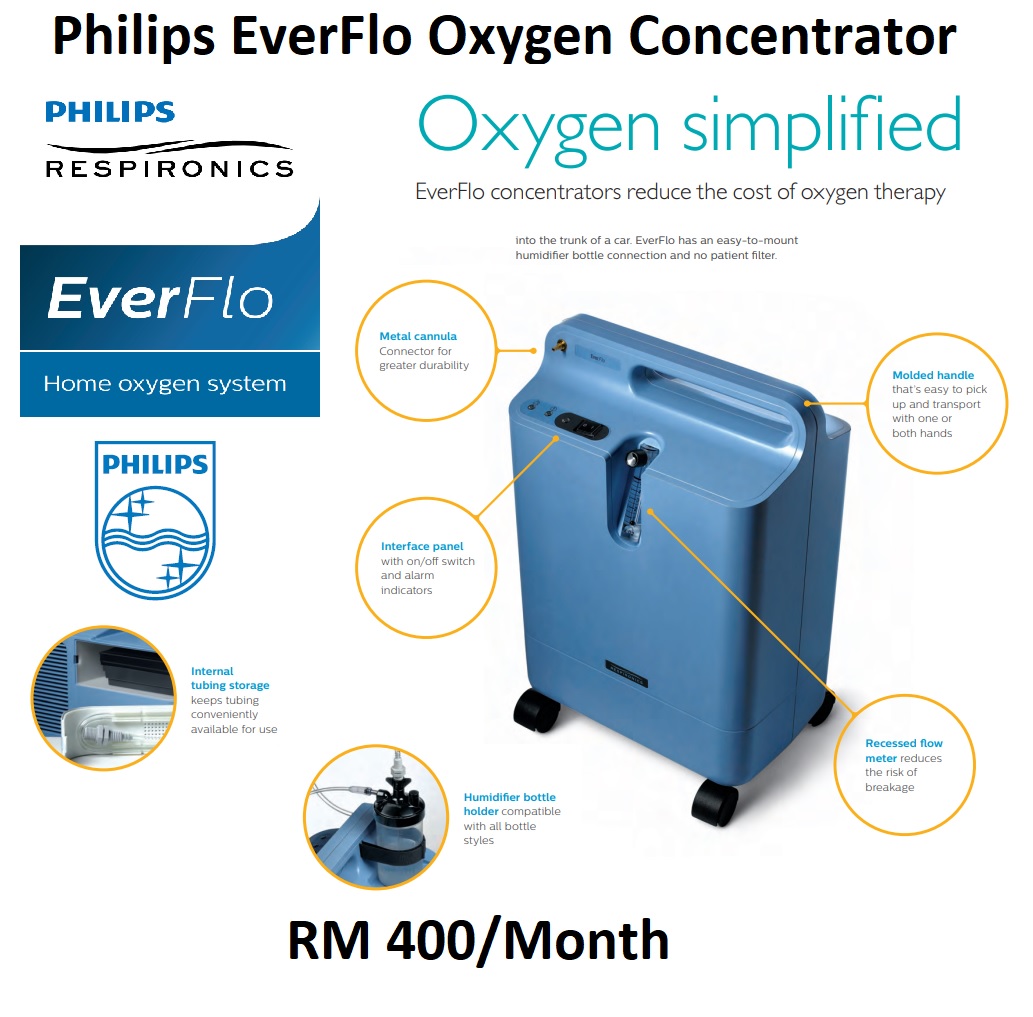 Philips EverFlo Oxygen Concentrator
PHILIPS
RESPIRONICS
Oxygen simplified
EverFlo concentrators reduce the cost of oxygen therapy
into the trunk of a car. EverFlo has an easy-to-mount
humidifier bottle connection and no patient filter.
EverFlo
Home oxygen system
Metal cannula
Connector for
greater durability
EverFlo
Molded handle
that's easy to pick
up and transport
with one or
both hands
PHILIPS
Interface panel
with on/off switch
and alarm
indicators
Internal
tubing storage
keeps tubing
conveniently
available for use
RESPIRONICS
Recessed flow
meter reduces
the risk of
breakage
Humidifier bottle
holder compatible
with all bottle
styles
RM 400/Month